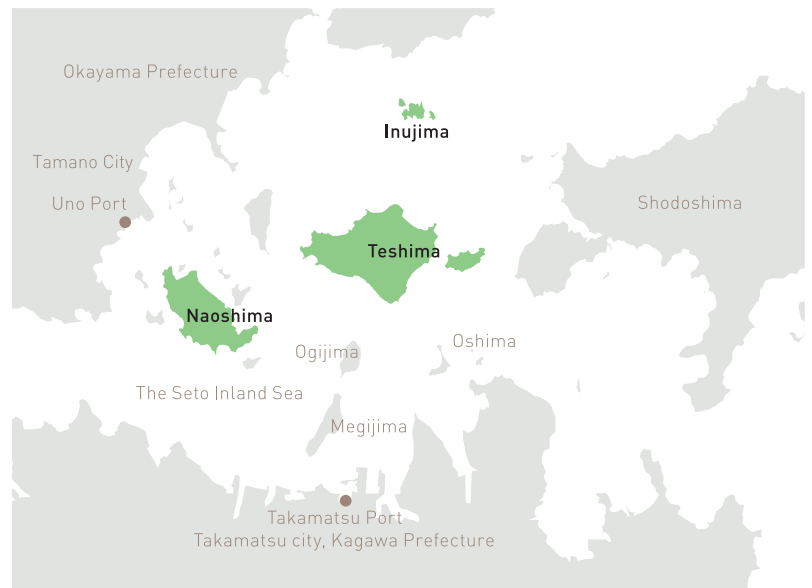 Okayama Prefecture
Inujima
Tamano City
Uno Port
Shodoshima
Teshima
Naoshima
Ogijima
Oshima
The Seto Inland Sea
Megijima
Takamatsu Port
Takamatsu city, Kagawa Prefecture